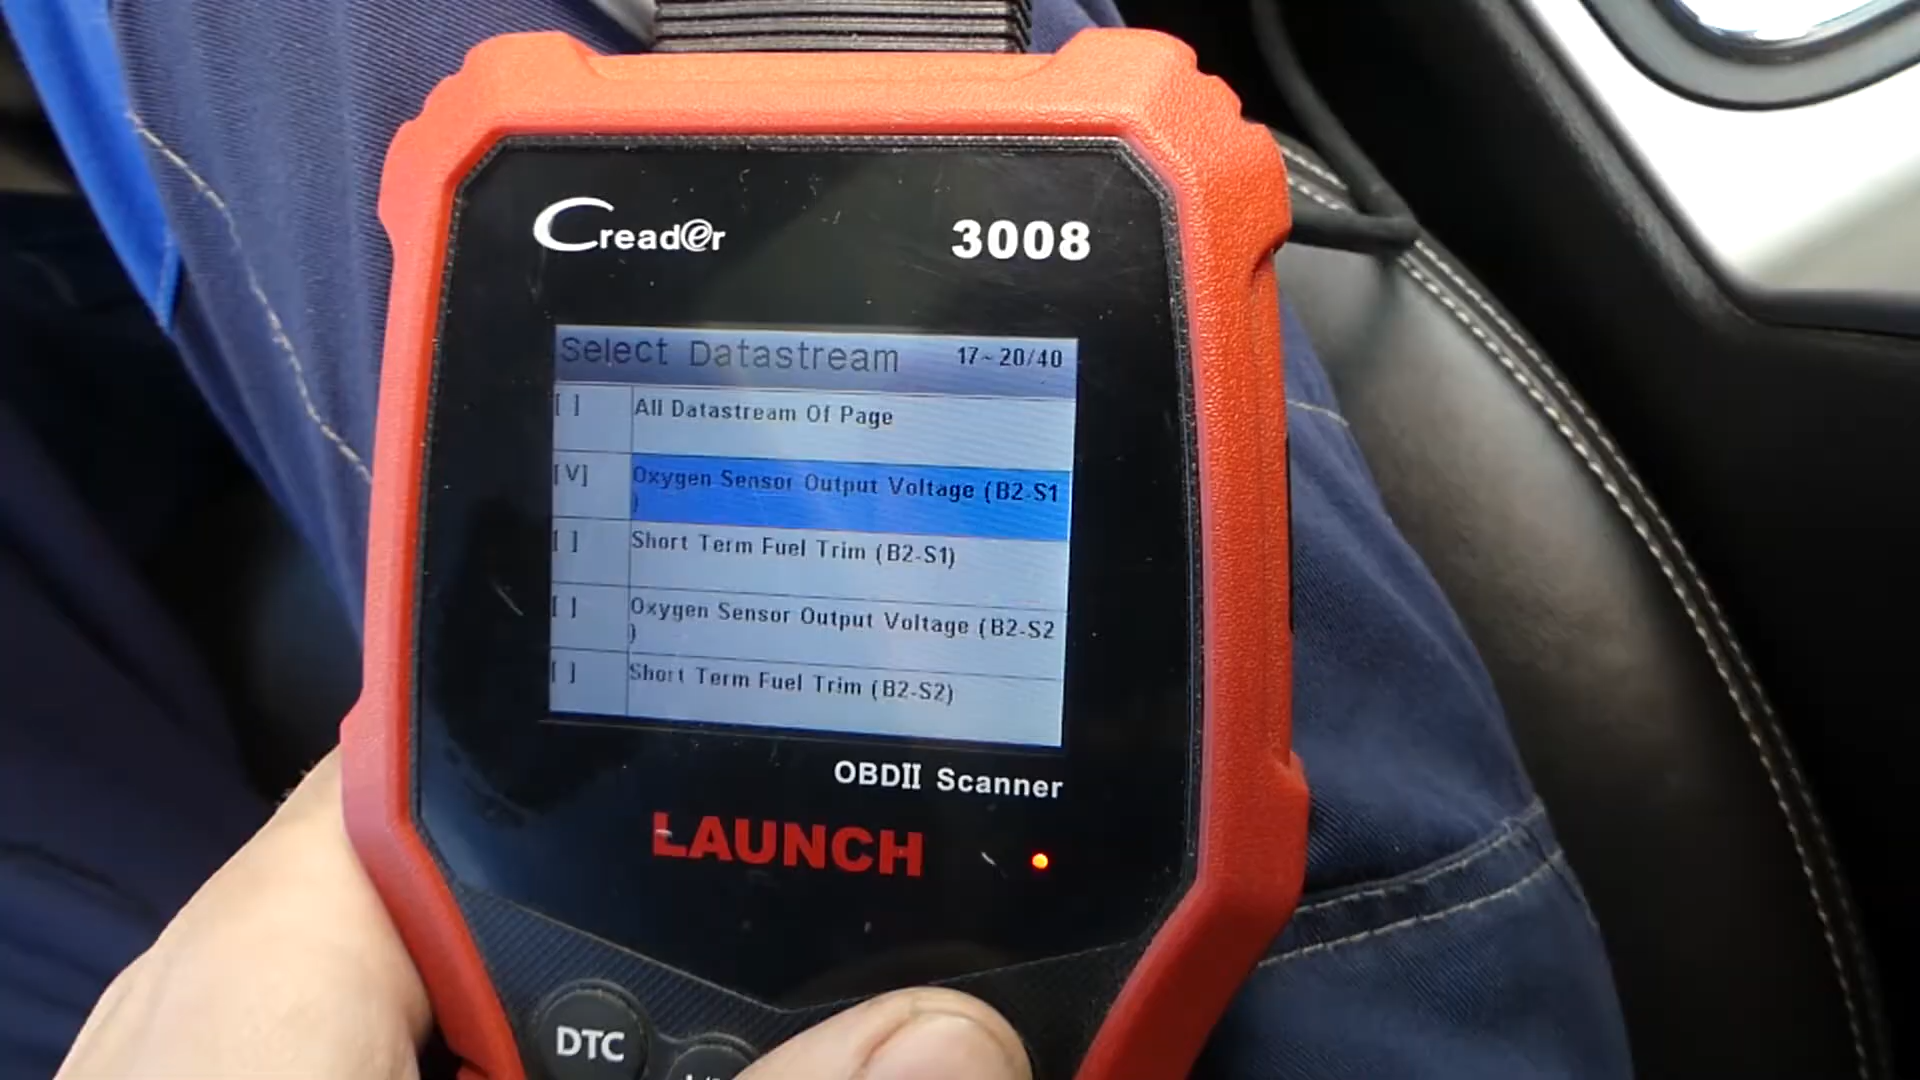 Creader 3008
Select Datastream 17~20/40
[ ] All Datastream Of Page
[V] Oxygen Sensor Output Voltage (B2-S1
)
[ ] Short Term Fuel Trim (B2-S1)
[ ] Oxygen Sensor Output Voltage (B2-S2
)
[ ] Short Term Fuel Trim (B2-S2)
OBDII Scanner
LAUNCH
DTC